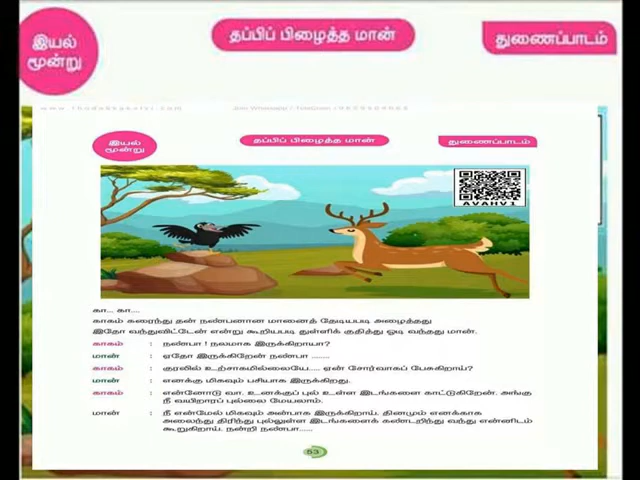 இயல்
மூன்று
தப்பிப் பிழைத்த மான்
துணைப்பாடம்
இயல்
மூன்று
தப்பிப் பிழைத்த மான்
துணைப்பாடம்
AVAHV1
கா... கா....
காகம் கரைந்து தன் நண்பனான மானைத் தேடியபடி அழைத்தது
இதோ வந்துவிட்டேன் என்று கூறியபடி துள்ளிக் குதித்து ஓடி வந்தது மான்.
காகம் : நண்பா ! நலமாக இருக்கிறாயா?
மான் : ஏதோ இருக்கிறேன் நண்பா ........
காகம் : குரலில் உற்சாகமில்லையே.... ஏன் சோர்வாகப் பேசுகிறாய்?
மான் : எனக்கு மிகவும் பசியாக இருக்கிறது.
காகம் : என்னோடு வா. உனக்குப் புல் உள்ள இடங்களை காட்டுகிறேன். அங்கு
நீ வயிறாரப் புல்லை மேயலாம்.
மான் : நீ என்மேல் மிகவும் அன்பாக இருக்கிறாய். தினமும் எனக்காக
அலைந்து திரிந்து புல்லுள்ள இடங்களைக் கண்டறிந்து வந்து என்னிடம்
கூறுகிறாய். நன்றி நண்பா.....
53